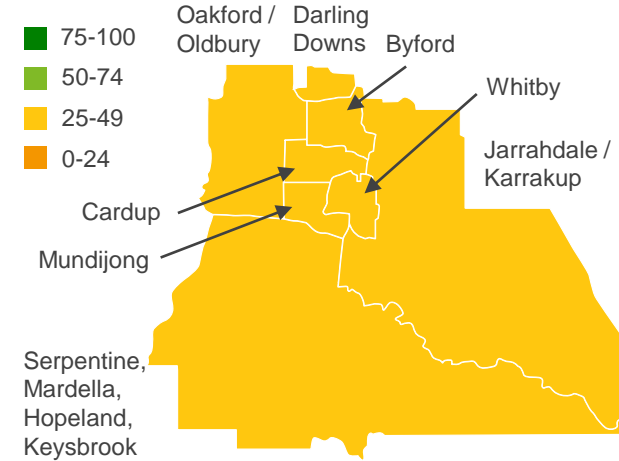 75-100
50-74
25-49
0-24
Oakford /
Oldbury
Darling
Downs
Byford
Whitby
Jarrahdale /
Karrakup
Cardup
Mundijong
Serpentine,
Mardella,
Hopeland,
Keysbrook